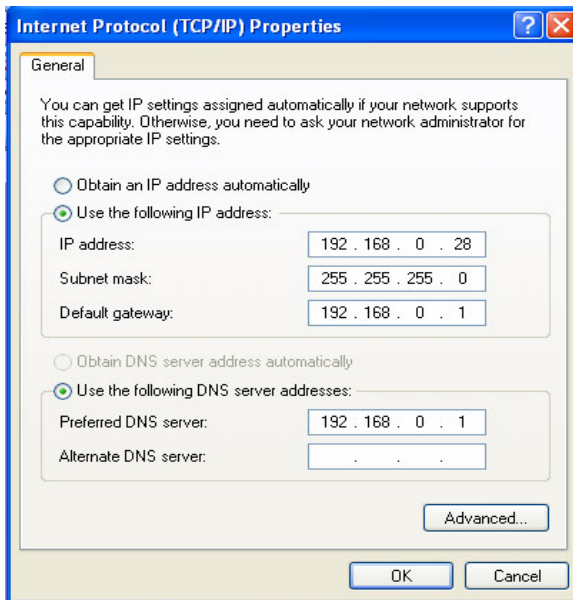 Internet Protocol (TCP/IP) Properties
General
You can get IP settings assigned automatically if your network supports
this capability. Otherwise, you need to ask your network administrator for
the appropriate IP settings.
Obtain an IP address automatically
Use the following IP address:
IP address: 192 . 168 . 0 . 28
Subnet mask: 255 . 255 . 255 . 0
Default gateway: 192 . 168 . 0 . 1
Obtain DNS server address automatically
Use the following DNS server addresses:
Preferred DNS server: 192 . 168 . 0 . 1
Alternate DNS server: . . .
Advanced...
OK Cancel